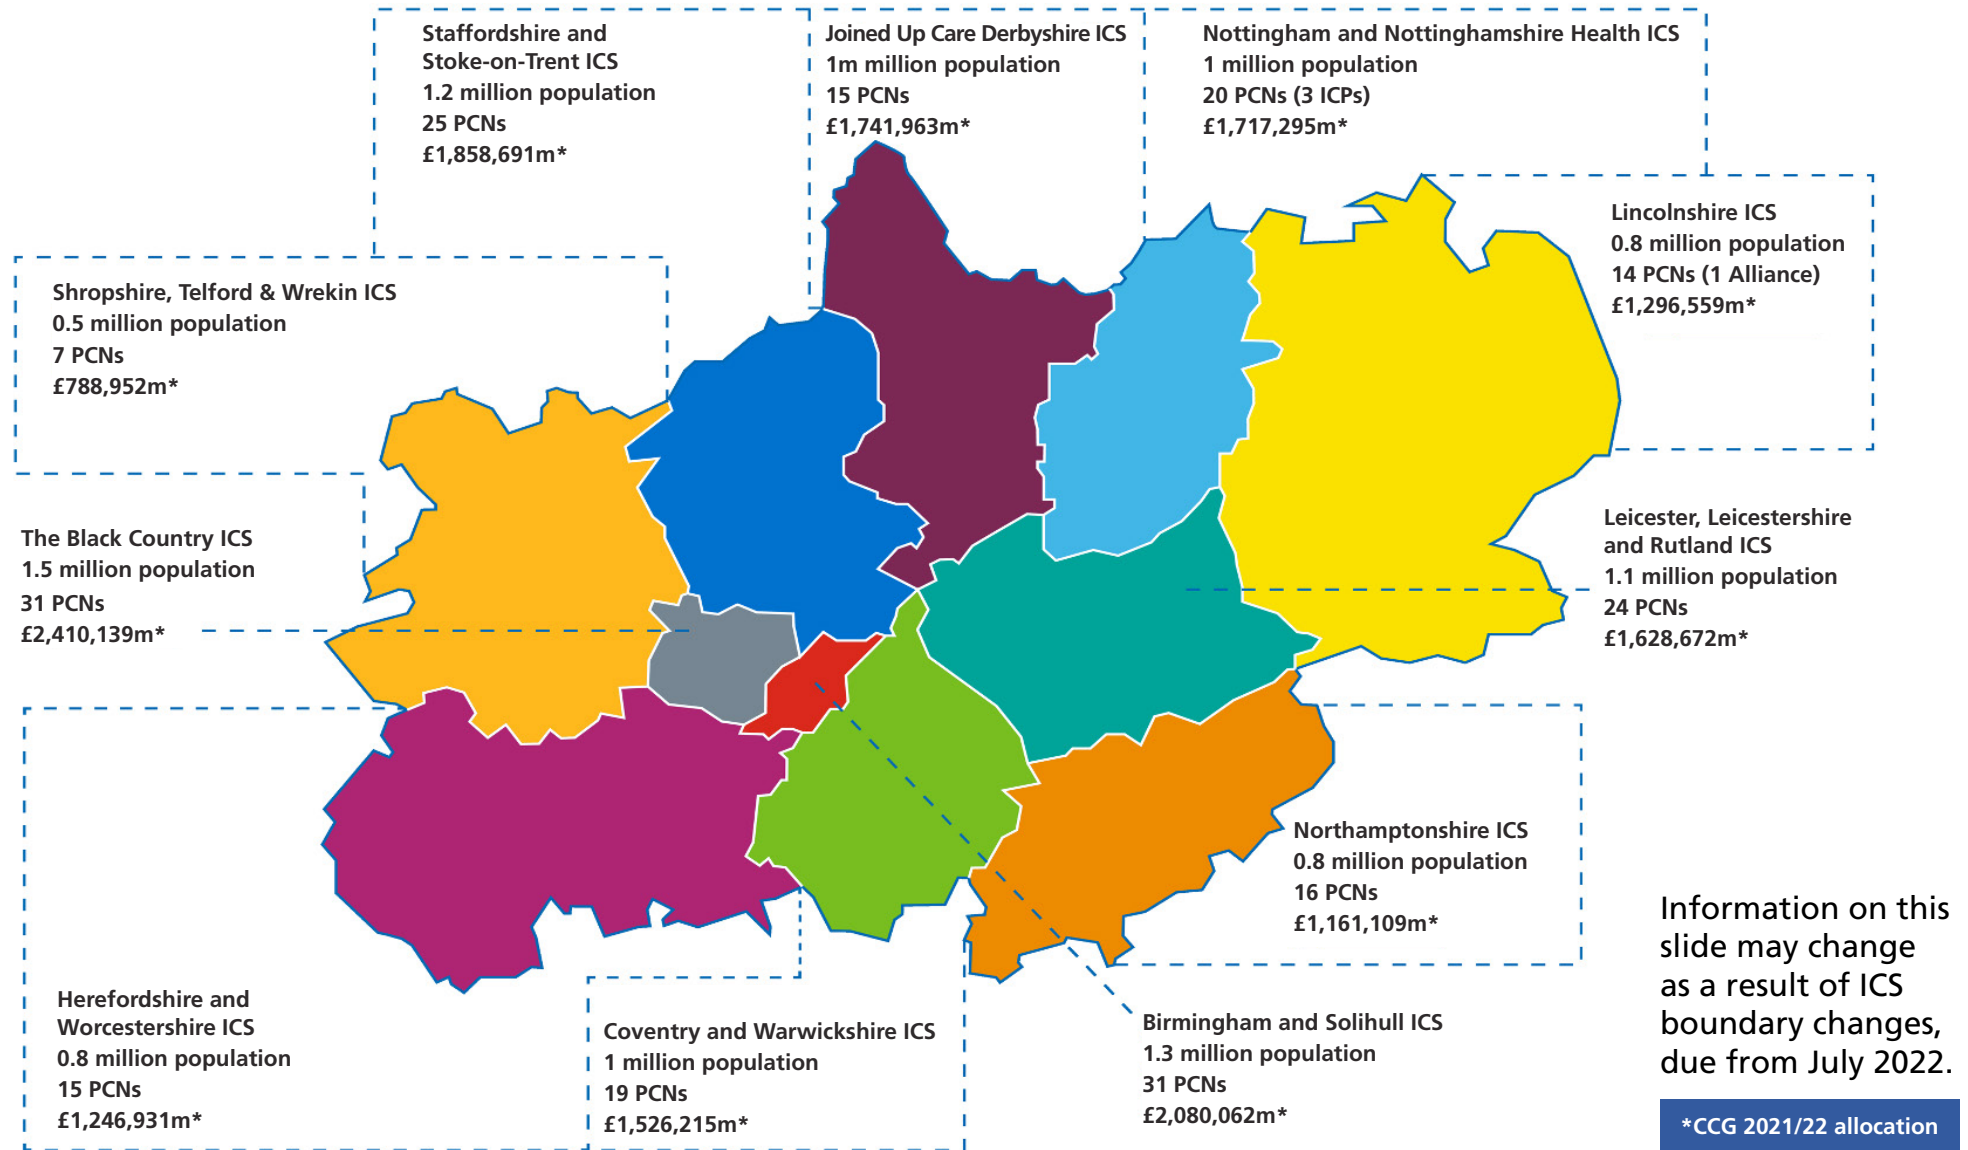 Staffordshire and
Stoke-on-Trent ICS
1.2 million population
25 PCNs
£1,858,691m*
Joined Up Care Derbyshire ICS
1m million population
15 PCNs
£1,741,963m*
Nottingham and Nottinghamshire Health ICS
1 million population
20 PCNs (3 ICPs)
£1,717,295m*
Lincolnshire ICS
0.8 million population
14 PCNs (1 Alliance)
£1,296,559m*
Shropshire, Telford & Wrekin ICS
0.5 million population
7 PCNs
£788,952m*
The Black Country ICS
1.5 million population
31 PCNs
£2,410,139m*
Leicester, Leicestershire
and Rutland ICS
1.1 million population
24 PCNs
£1,628,672m*
Northamptonshire ICS
0.8 million population
16 PCNs
£1,161,109m*
Herefordshire and
Worcestershire ICS
0.8 million population
15 PCNs
£1,246,931m*
Coventry and Warwickshire ICS
1 million population
19 PCNs
£1,526,215m*
Birmingham and Solihull ICS
1.3 million population
31 PCNs
£2,080,062m*
Information on this
slide may change
as a result of ICS
boundary changes,
due from July 2022.
*CCG 2021/22 allocation